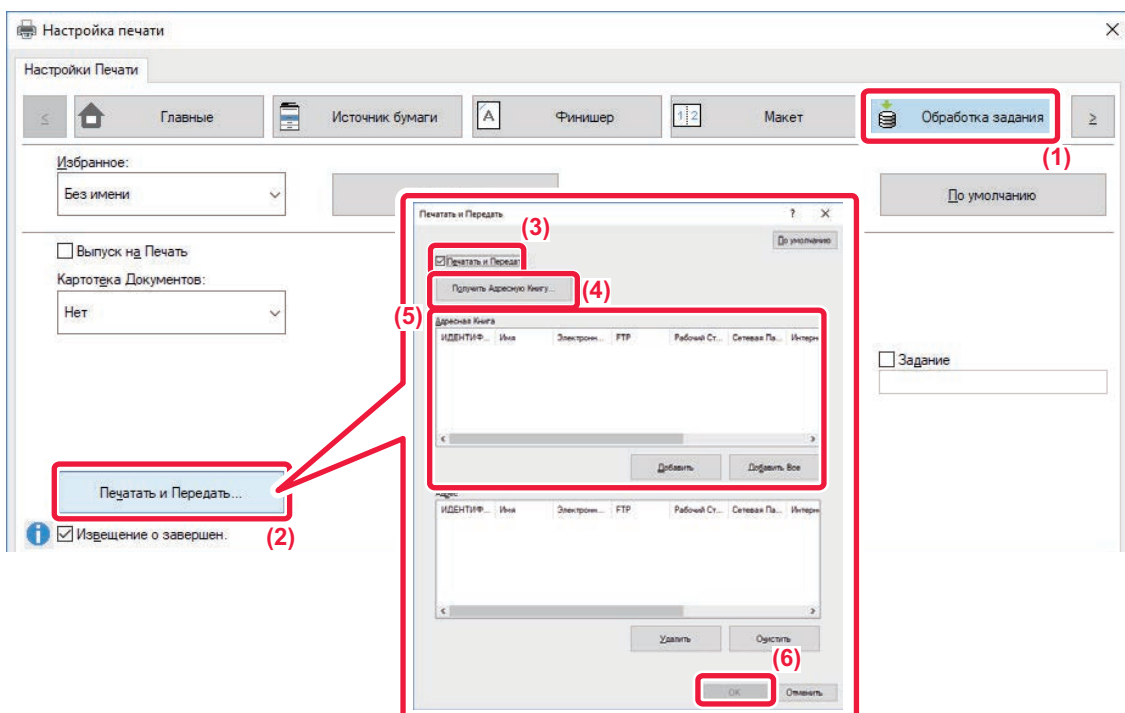 Настройка печати
Настройки Печати
Главные
Источник бумаги
Финишер
Макет
Обработка задания
(1)
Избранное:
Без имени
По умолчанию
Выпуск на Печать
Картотека Документов:
Нет
Задание
Печатать и Передать...
(2)
Извещение о завершен.
Печатать и Передать
По умолчанию
(3)
Печатать и Передат
Получить Адресную Книгу...
(4)
(5)
Адресная Книга
ИДЕНТИФ... Имя Электронн... FTP Рабочий Ст... Сетевая Па... Интерн
Добавить Добавить Все
Адрес
ИДЕНТИФ... Имя Электронн... FTP Рабочий Ст... Сетевая Па... Интерн
Удалить Очистить
(6)
OK Отменить